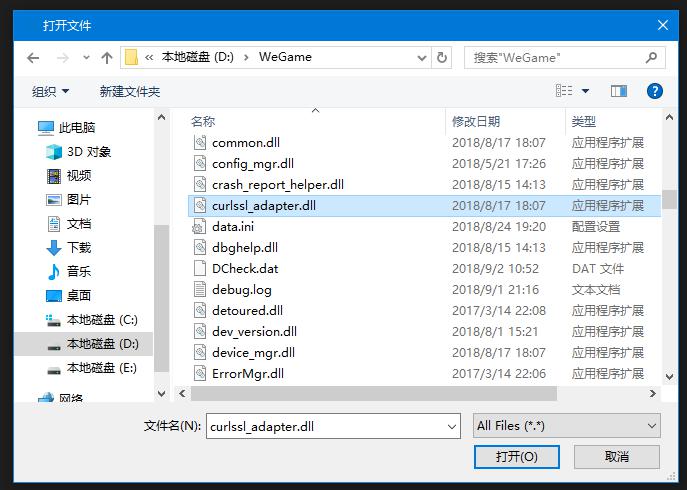 打开文件
« 本地磁盘 (D:) › WeGame
搜索"WeGame"
组织 新建文件夹
此电脑
3D 对象
视频
图片
文档
下载
音乐
桌面
本地磁盘 (C:)
本地磁盘 (D:)
本地磁盘 (E:)
网络
名称 修改日期 类型
common.dll 2018/8/17 18:07 应用程序扩展
config_mgr.dll 2018/5/21 17:26 应用程序扩展
crash_report_helper.dll 2018/8/15 14:13 应用程序扩展
curlssl_adapter.dll 2018/8/17 18:07 应用程序扩展
data.ini 2018/8/24 19:20 配置设置
dbghelp.dll 2018/8/15 14:13 应用程序扩展
DCheck.dat 2018/9/2 10:52 DAT 文件
debug.log 2018/9/1 21:16 文本文档
detoured.dll 2017/3/14 22:08 应用程序扩展
dev_version.dll 2018/8/1 15:21 应用程序扩展
device_mgr.dll 2018/8/17 18:07 应用程序扩展
ErrorMgr.dll 2017/3/14 22:06 应用程序扩展
文件名(N): curlssl_adapter.dll All Files (*.*)
打开(O) 取消